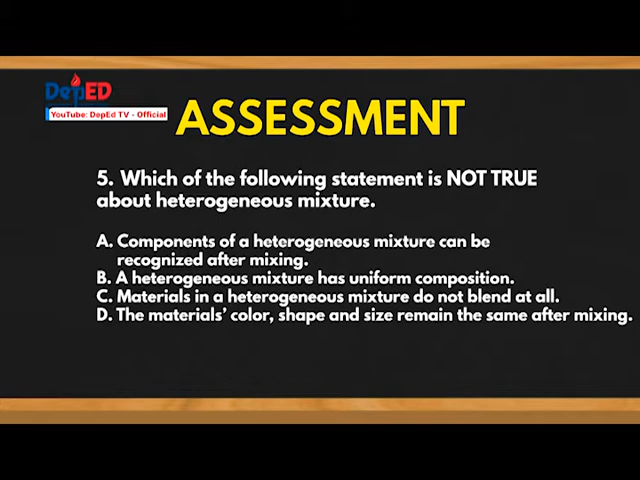 DepED
YouTube: DepEd TV - Official
ASSESSMENT
5. Which of the following statement is NOT TRUE
about heterogeneous mixture.
A. Components of a heterogeneous mixture can be
recognized after mixing.
B. A heterogeneous mixture has uniform composition.
C. Materials in a heterogeneous mixture do not blend at all.
D. The materials' color, shape and size remain the same after mixing.